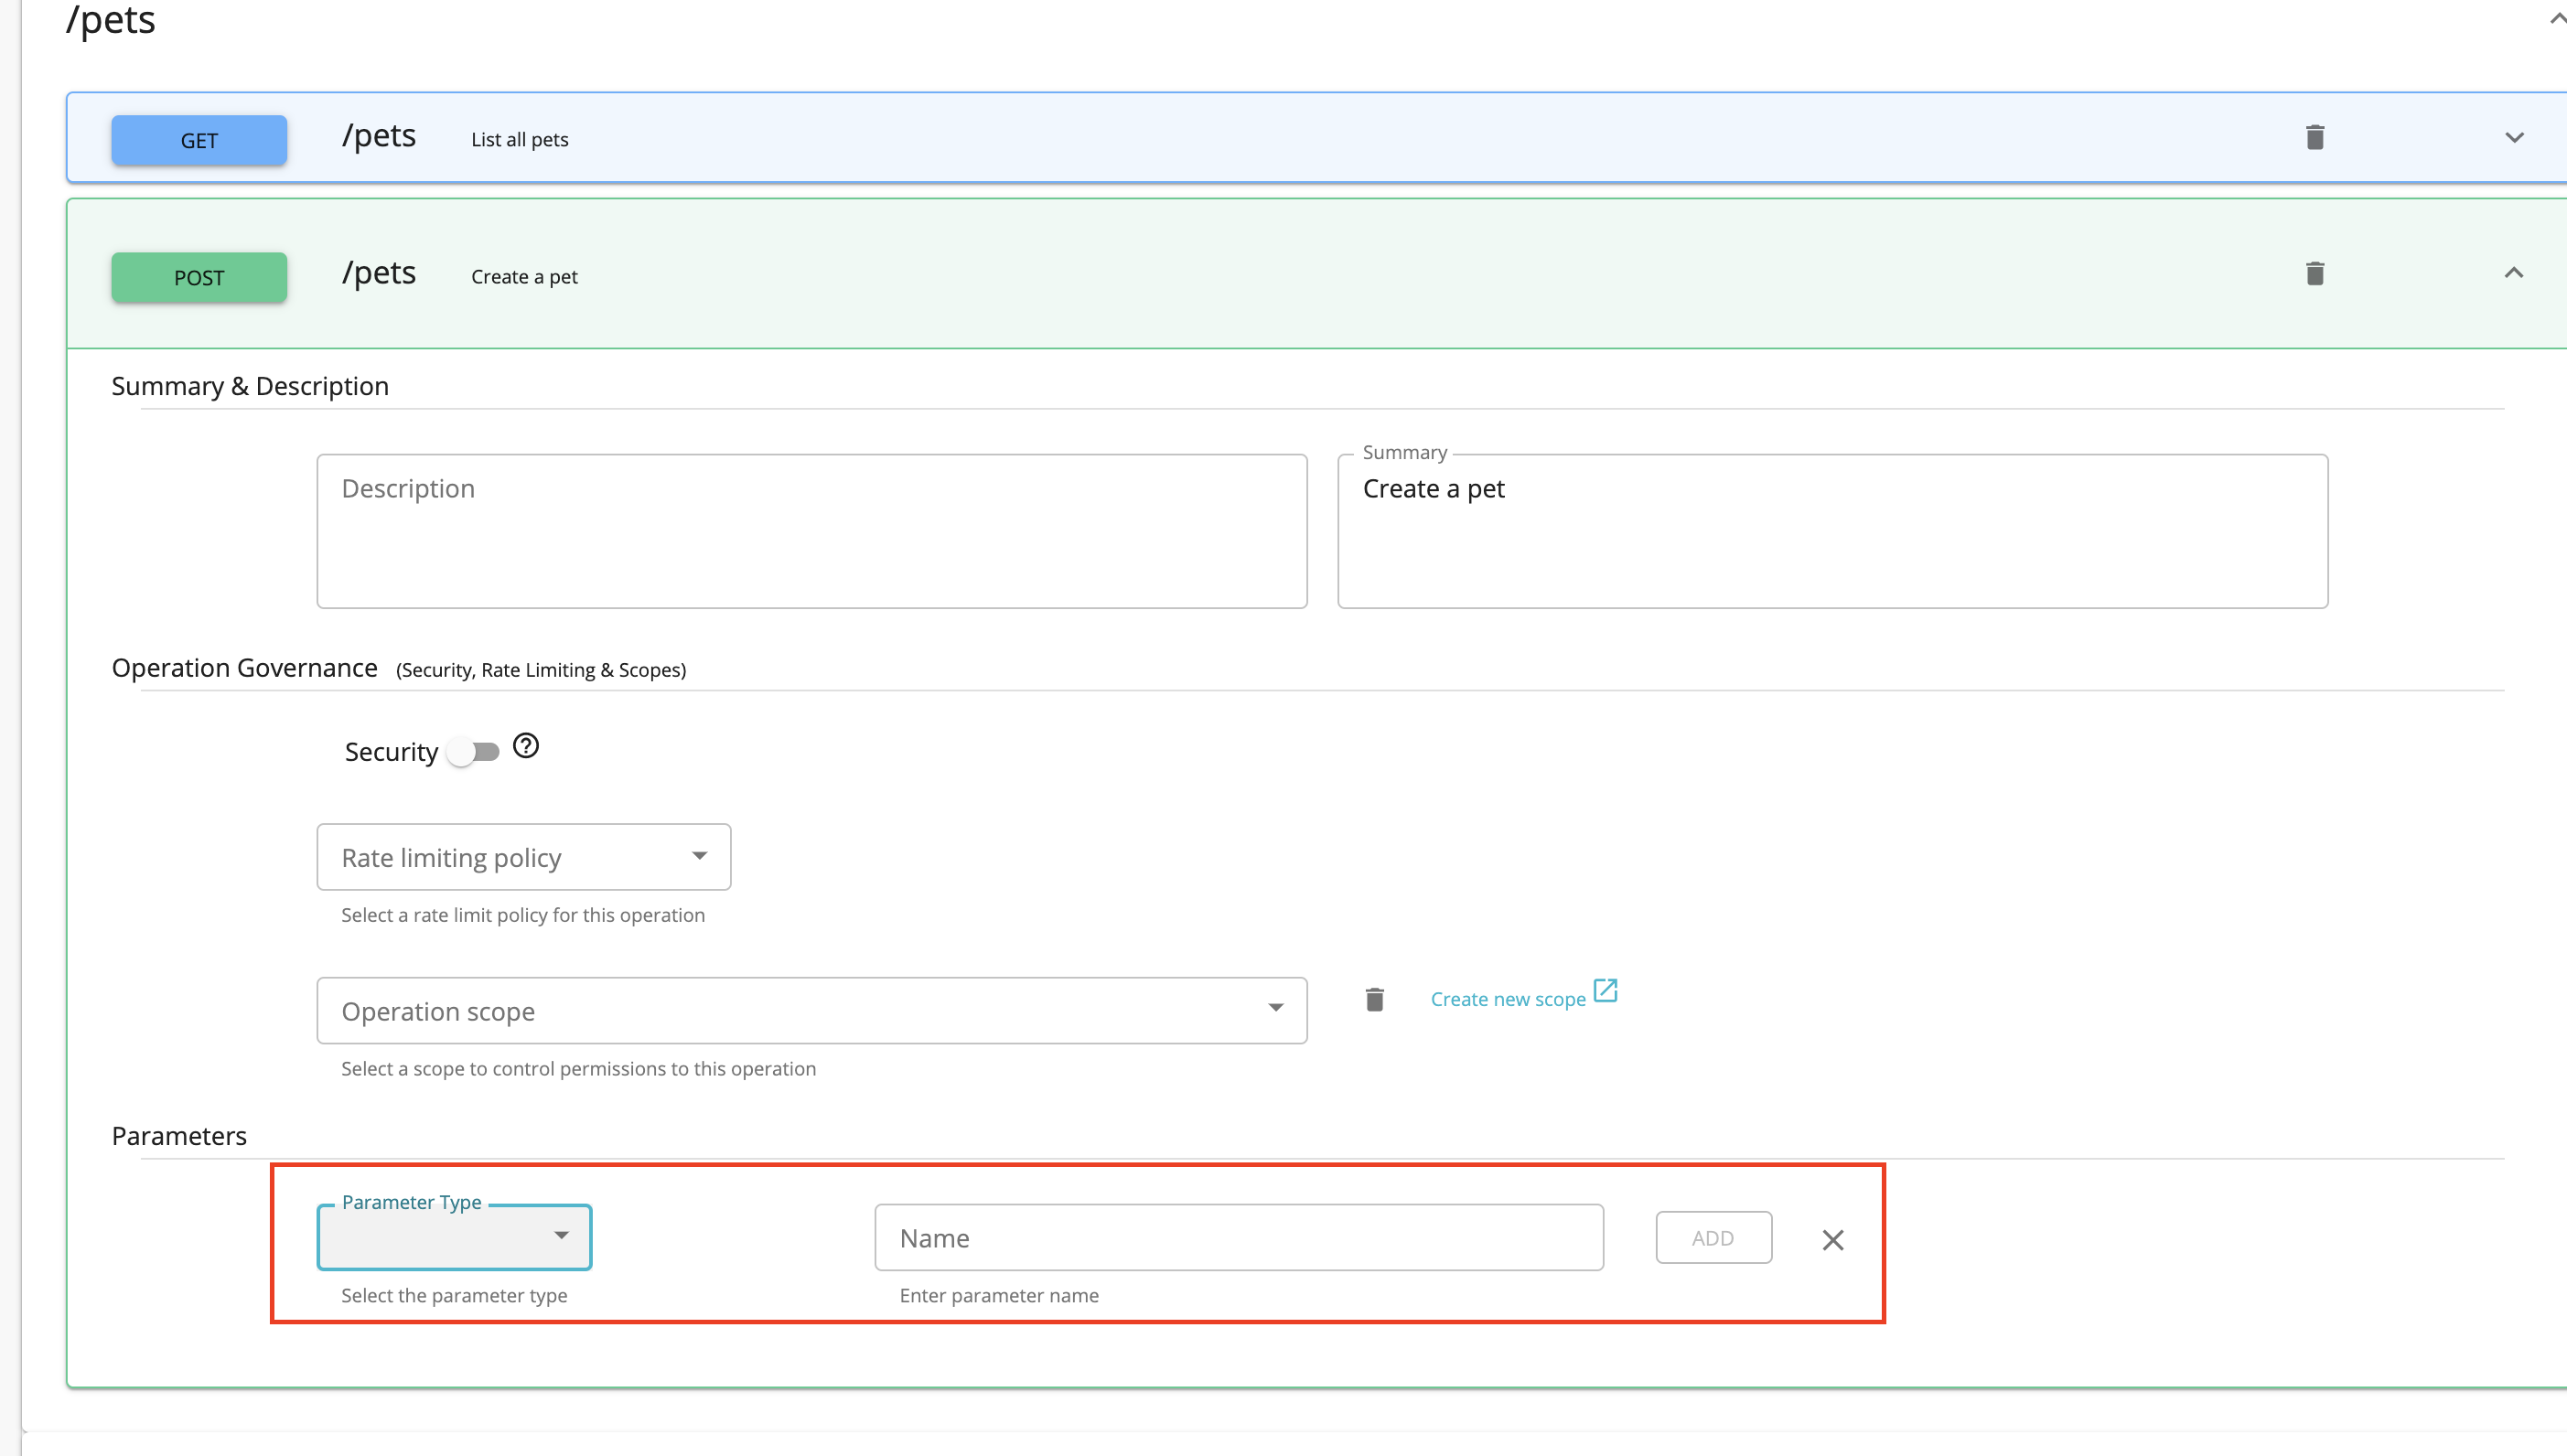 /pets
GET /pets List all pets
POST /pets Create a pet
Summary & Description
Summary
Description Create a pet
Operation Governance (Security, Rate Limiting & Scopes)
Security
Rate limiting policy
Select a rate limit policy for this operation
Operation scope Create new scope
Select a scope to control permissions to this operation
Parameters
Parameter Type
Name ADD
Select the parameter type Enter parameter name